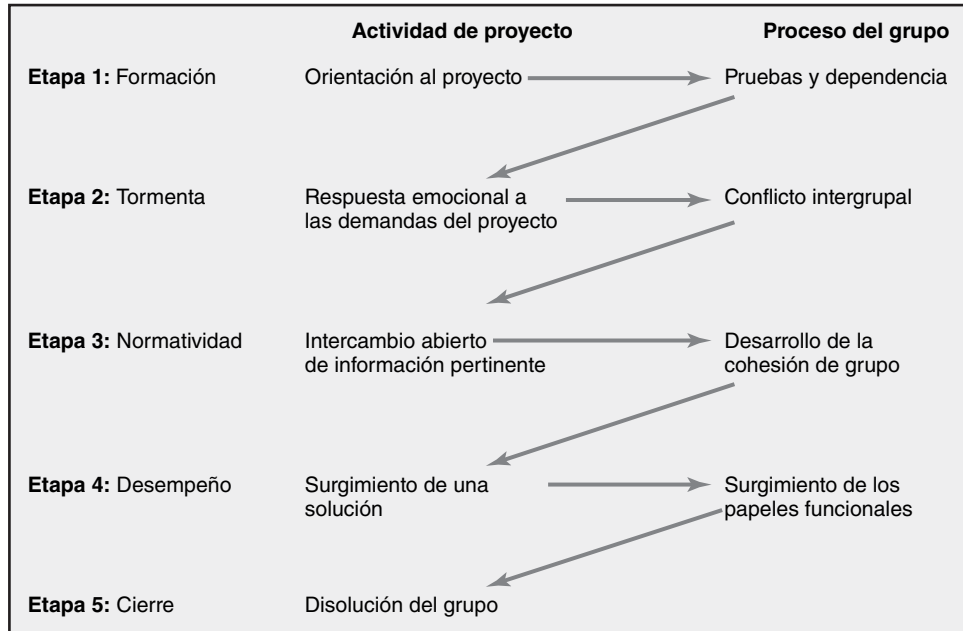 Actividad de proyecto Proceso del grupo
Etapa 1: Formación Orientación al proyecto Pruebas y dependencia
Etapa 2: Tormenta Respuesta emocional a Conflicto intergrupal
las demandas del proyecto
Etapa 3: Normatividad Intercambio abierto Desarrollo de la
de información pertinente cohesión de grupo
Etapa 4: Desempeño Surgimiento de una Surgimiento de los
solución papeles funcionales
Etapa 5: Cierre Disolución del grupo